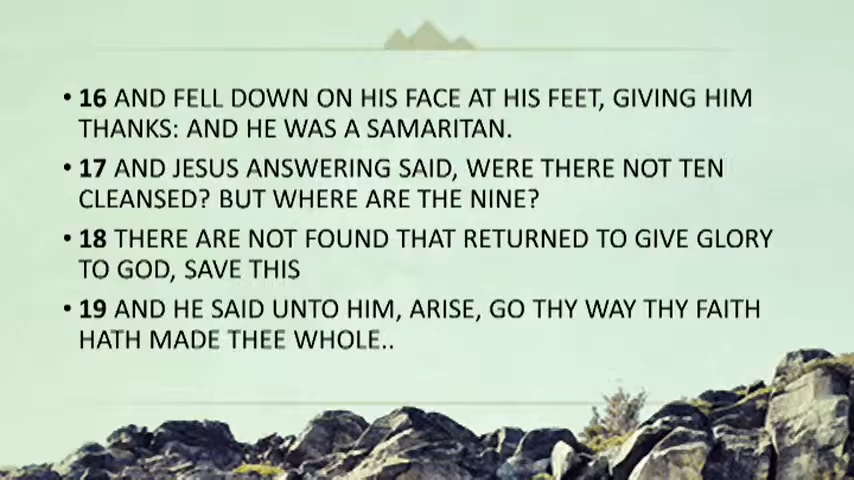 • 16 AND FELL DOWN ON HIS FACE AT HIS FEET, GIVING HIM
THANKS: AND HE WAS A SAMARITAN.
• 17 AND JESUS ANSWERING SAID, WERE THERE NOT TEN
CLEANSED? BUT WHERE ARE THE NINE?
• 18 THERE ARE NOT FOUND THAT RETURNED TO GIVE GLORY
TO GOD, SAVE THIS
• 19 AND HE SAID UNTO HIM, ARISE, GO THY WAY THY FAITH
HATH MADE THEE WHOLE..